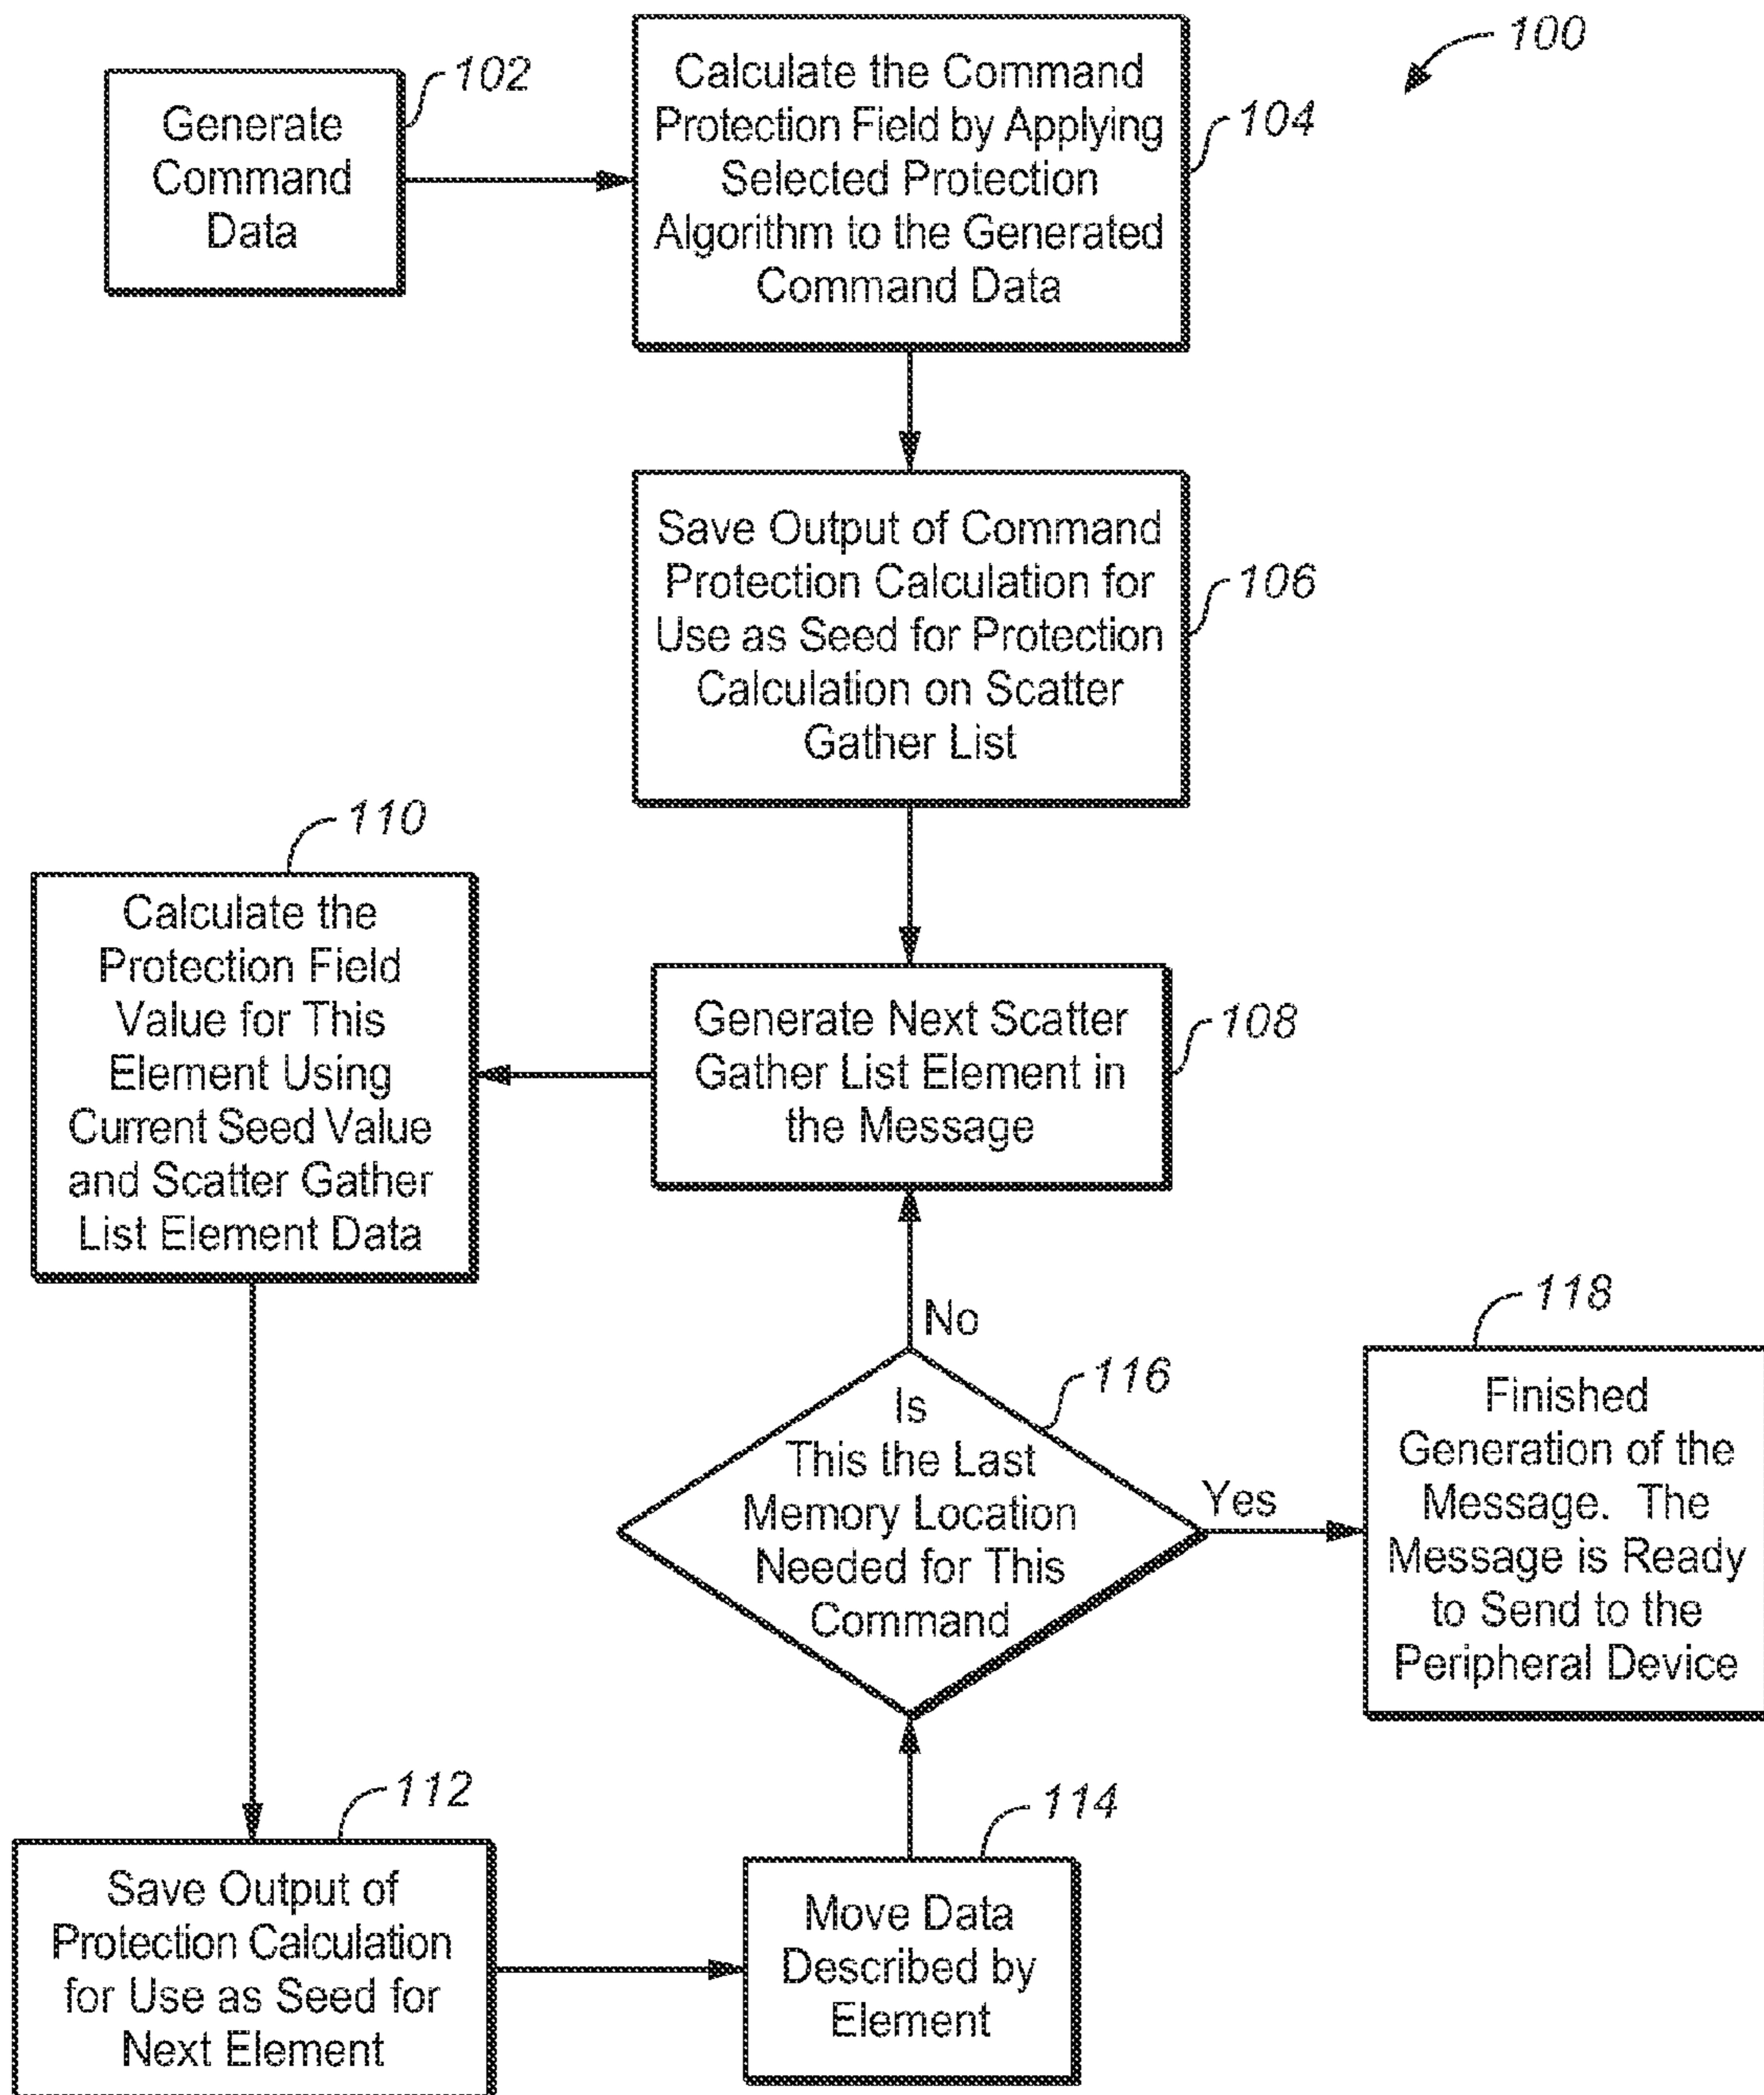 100
102
Generate
Command
Data
104
Calculate the Command
Protection Field by Applying
Selected Protection
Algorithm to the Generated
Command Data
106
Save Output of Command
Protection Calculation for
Use as Seed for Protection
Calculation on Scatter
Gather List
108
Generate Next Scatter
Gather List Element in
the Message
110
Calculate the
Protection Field
Value for This
Element Using
Current Seed Value
and Scatter Gather
List Element Data
112
Save Output of
Protection Calculation
for Use as Seed for
Next Element
114
Move Data
Described by
Element
116
Is
This the Last
Memory Location
Needed for This
Command
No
Yes
118
Finished
Generation of the
Message. The
Message is Ready
to Send to the
Peripheral Device